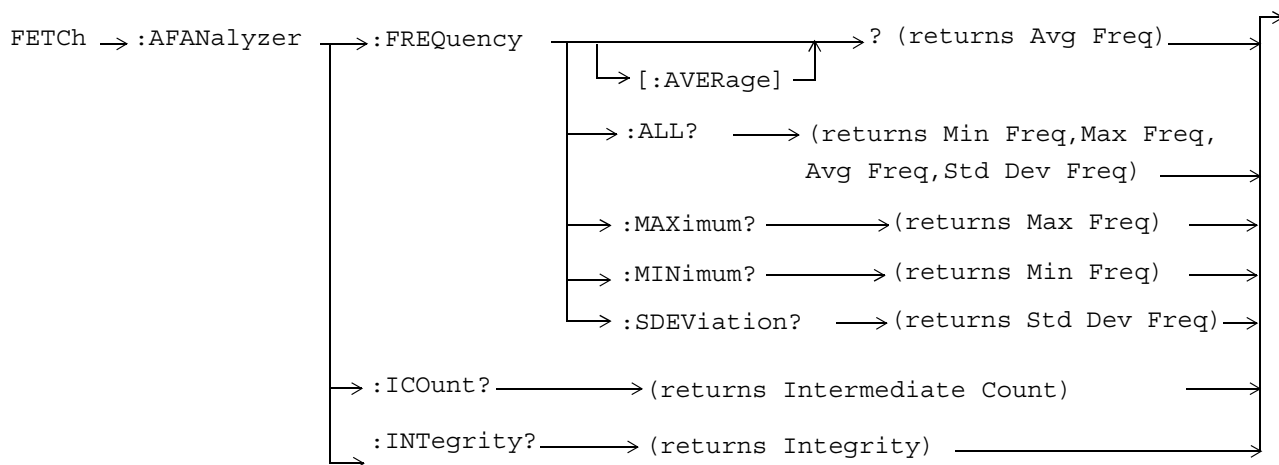 FETCh :AFANalyzer :FREQuency ? (returns Avg Freq)
[:AVERage]
:ALL? (returns Min Freq,Max Freq,
Avg Freq,Std Dev Freq)
:MAXimum? (returns Max Freq)
:MINimum? (returns Min Freq)
:SDEViation? (returns Std Dev Freq)
:ICOunt? (returns Intermediate Count)
:INTegrity? (returns Integrity)